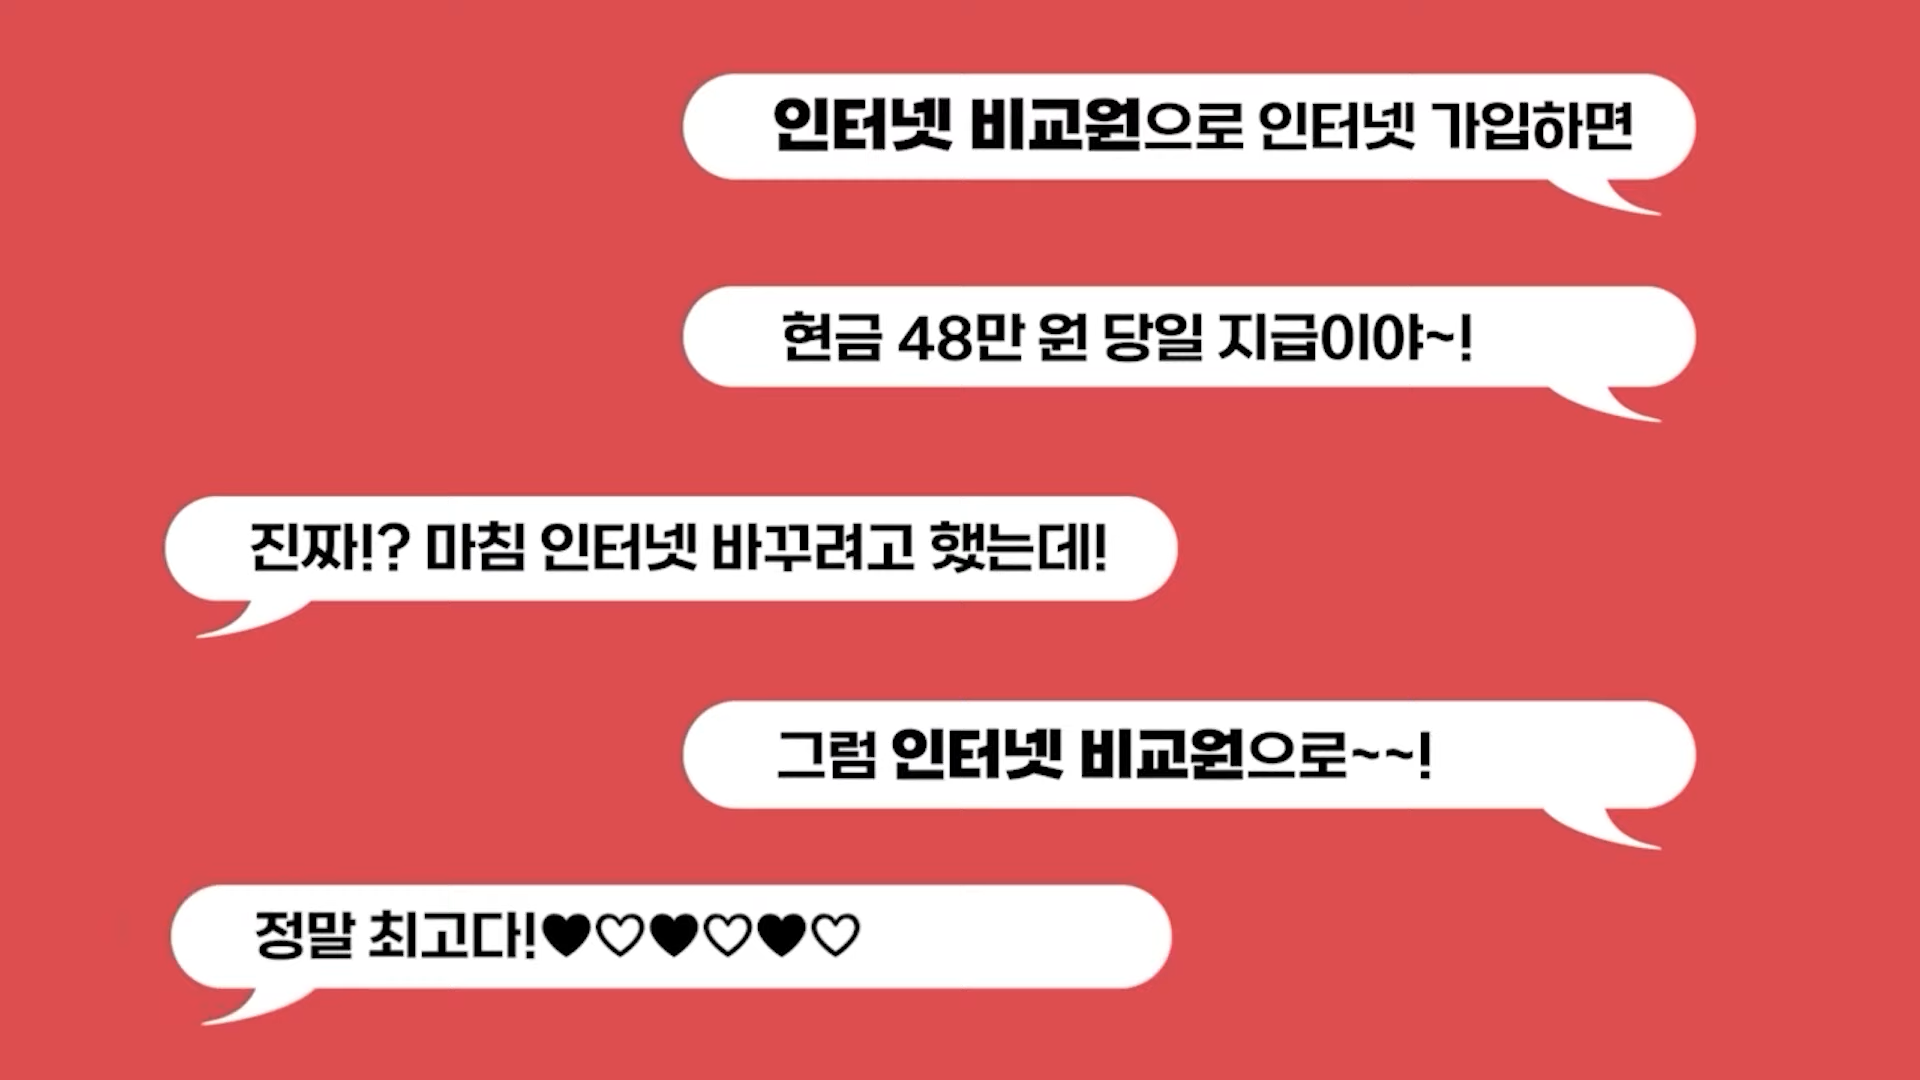 인터넷 비교원으로 인터넷 가입하면
현금 48만 원 당일 지급이야~!
진짜!? 마침 인터넷 바꾸려고 했는데!
그럼 인터넷 비교원으로~~!
정말 최고다!♥♡♥♡♥♡